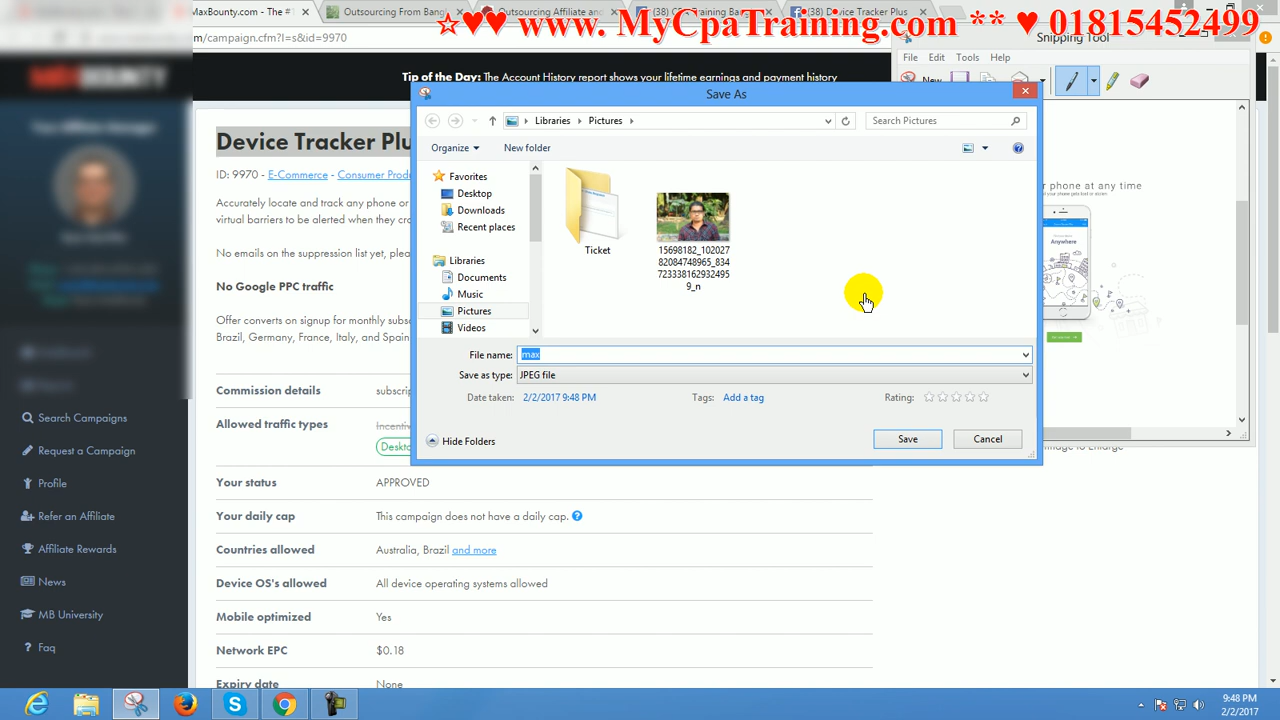 MaxBounty.com - The #1
Outsourcing From Bangl
Outsourcing Affiliate and
(38) CPA Training Bangl
(38) Device Tracker Plus
☆♥♥ www. MyCpaTraining.com ** ♥ 01815452499
m/campaign.cfm?l=s&id=9970
Snipping Tool
File Edit Tools Help
New
Tip of the Day: The Account History report shows your lifetime earnings and payment history
Save As
Libraries
Pictures
Search Pictures
Organize
New folder
Favorites
Desktop
Downloads
Recent places
Libraries
Documents
Music
Pictures
Videos
Ticket
15698182_102027
82084748965_834
723338162932495
9_n
File name: max
Save as type: JPEG file
Date taken: 2/2/2017 9:48 PM
Tags: Add a tag
Rating:
Hide Folders
Save
Cancel
r phone at any time
Anywhere
Device Tracker Plu
ID: 9970 - E-Commerce - Consumer Prod
Accurately locate and track any phone or
virtual barriers to be alerted when they cro
No emails on the suppression list yet, pleas
No Google PPC traffic
Offer converts on signup for monthly subs
Brazil, Germany, France, Italy, and Spain
Commission details subscrip
Allowed traffic types Incentiv
Deskto
Image to Enlarge
Your status APPROVED
Your daily cap This campaign does not have a daily cap.
Countries allowed Australia, Brazil and more
Device OS's allowed All device operating systems allowed
Mobile optimized Yes
Network EPC $0.18
Expiry date None
Search Campaigns
Request a Campaign
Profile
Refer an Affiliate
Affiliate Rewards
News
MB University
Faq
9:48 PM
2/2/2017